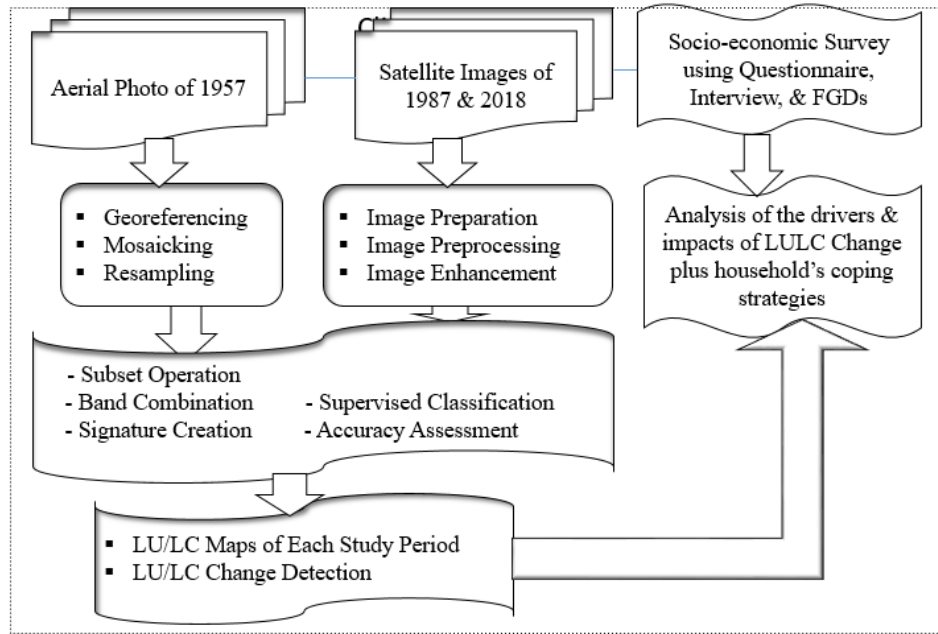 Aerial Photo of 1957
Satellite Images of
1987 & 2018
Socio-economic Survey
using Questionnaire,
Interview, & FGDs
▪ Georeferencing
▪ Mosaicking
▪ Resampling
▪ Image Preparation
▪ Image Preprocessing
▪ Image Enhancement
Analysis of the drivers &
impacts of LULC Change
plus household’s coping
strategies
- Subset Operation
- Band Combination
- Signature Creation
- Supervised Classification
- Accuracy Assessment
▪ LU/LC Maps of Each Study Period
▪ LU/LC Change Detection